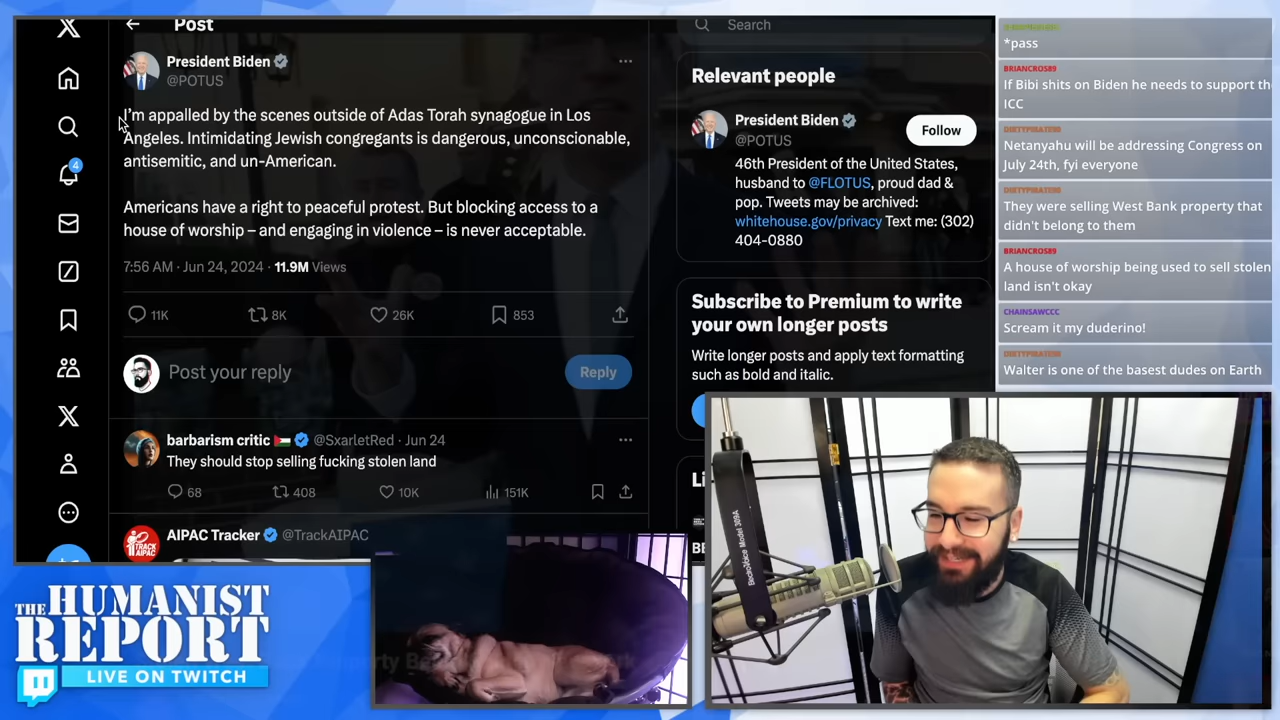 Post
Search
President Biden
@POTUS
I'm appalled by the scenes outside of Adas Torah synagogue in Los
Angeles. Intimidating Jewish congregants is dangerous, unconscionable,
antisemitic, and un-American.
Americans have a right to peaceful protest. But blocking access to a
house of worship – and engaging in violence – is never acceptable.
7:56 AM · Jun 24, 2024 · 11.9M Views
11K
8K
26K
853
Post your reply
Reply
barbarism critic @SxarletRed · Jun 24
They should stop selling fucking stolen land
68
408
10K
151K
AIPAC Tracker @TrackAIPAC
TRACK
AIPAC
4
Relevant people
President Biden
@POTUS
Follow
46th President of the United States,
husband to @FLOTUS, proud dad &
pop. Tweets may be archived:
whitehouse.gov/privacy Text me: (302)
404-0880
Subscribe to Premium to write
your own longer posts
Write longer posts and apply text formatting
such as bold and italic.
*pass
BRIANCROS89
If Bibi shits on Biden he needs to support the
ICC
DIRTYPIRATE98
Netanyahu will be addressing Congress on
July 24th, fyi everyone
DIRTYPIRATE98
They were selling West Bank property that
didn't belong to them
BRIANCROS89
A house of worship being used to sell stolen
land isn't okay
CHAINSAWCCC
Scream it my duderino!
DIRTYPIRATE98
Walter is one of the basest dudes on Earth
ElectroVoice Model 309A
THE HUMANIST
REPORT
LIVE ON TWITCH